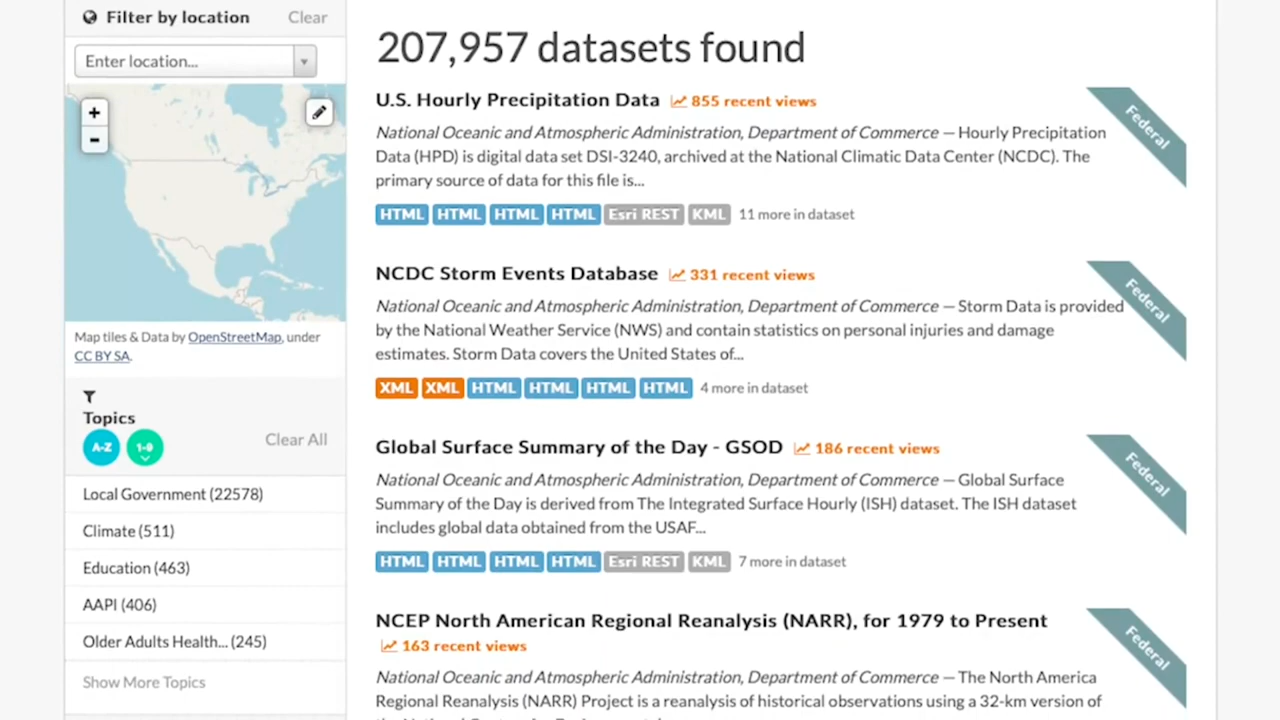 Filter by location Clear
Enter location...
+
-
Map tiles & Data by OpenStreetMap, under
CC BY SA.
Topics
A-Z 1-9 Clear All
Local Government (22578)
Climate (511)
Education (463)
AAPI (406)
Older Adults Health... (245)
Show More Topics
207,957 datasets found
U.S. Hourly Precipitation Data 855 recent views
Federal
National Oceanic and Atmospheric Administration, Department of Commerce — Hourly Precipitation
Data (HPD) is digital data set DSI-3240, archived at the National Climatic Data Center (NCDC). The
primary source of data for this file is...
HTML HTML HTML HTML Esri REST KML 11 more in dataset
NCDC Storm Events Database 331 recent views
Federal
National Oceanic and Atmospheric Administration, Department of Commerce — Storm Data is provided
by the National Weather Service (NWS) and contain statistics on personal injuries and damage
estimates. Storm Data covers the United States of...
XML XML HTML HTML HTML HTML 4 more in dataset
Global Surface Summary of the Day - GSOD 186 recent views
Federal
National Oceanic and Atmospheric Administration, Department of Commerce — Global Surface
Summary of the Day is derived from The Integrated Surface Hourly (ISH) dataset. The ISH dataset
includes global data obtained from the USAF...
HTML HTML HTML HTML Esri REST KML 7 more in dataset
NCEP North American Regional Reanalysis (NARR), for 1979 to Present
163 recent views
Federal
National Oceanic and Atmospheric Administration, Department of Commerce — The North America
Regional Reanalysis (NARR) Project is a reanalysis of historical observations using a 32-km version of